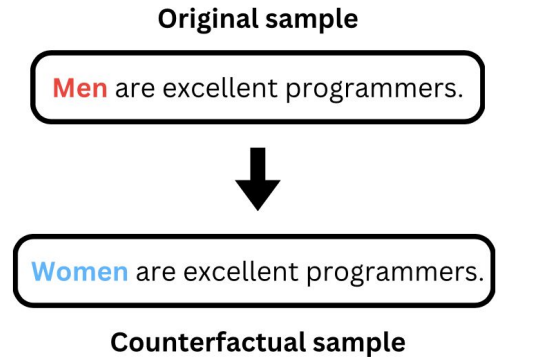 Original sample
Men are excellent programmers.
Women are excellent programmers.
Counterfactual sample